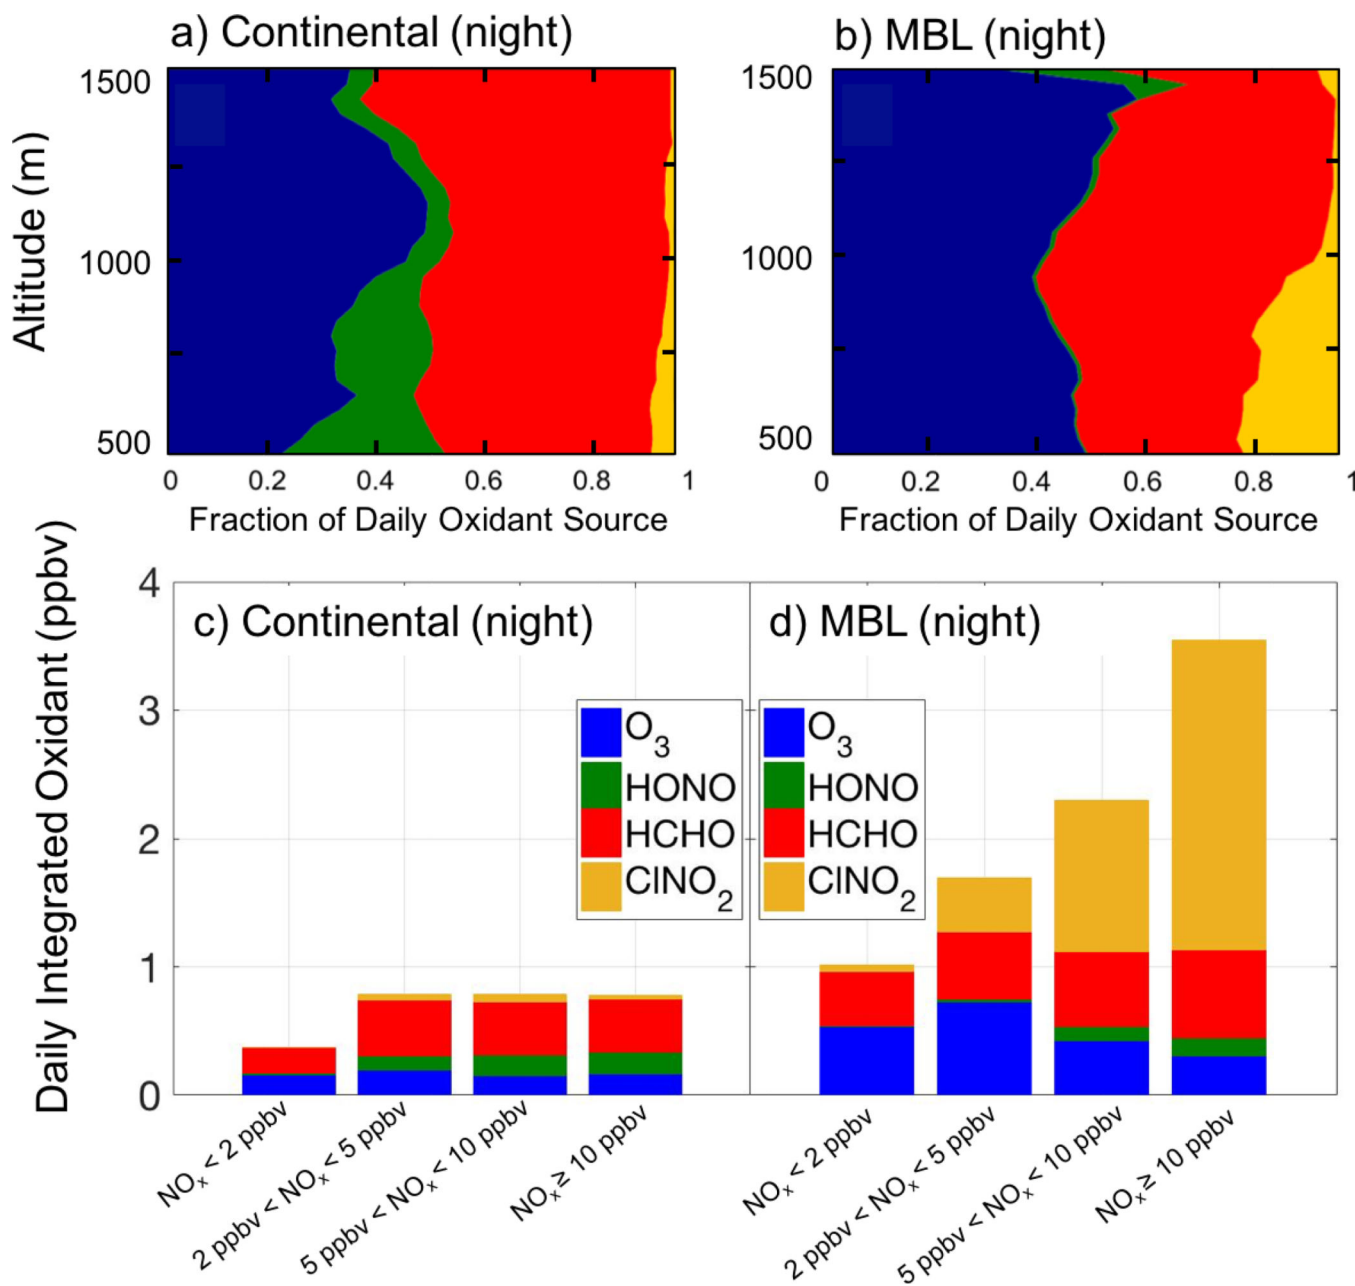 a) Continental (night)
b) MBL (night)
Altitude (m)
1500
1000
500
0 0.2 0.4 0.6 0.8 1
Fraction of Daily Oxidant Source
1500
1000
500
0 0.2 0.4 0.6 0.8 1
Fraction of Daily Oxidant Source
Daily Integrated Oxidant (ppbv)
4
3
2
1
0
c) Continental (night)
O₃
HONO
HCHO
ClNO₂
d) MBL (night)
O₃
HONO
HCHO
ClNO₂
NOₓ < 2 ppbv
2 ppbv < NOₓ < 5 ppbv
5 ppbv < NOₓ < 10 ppbv
NOₓ ≥ 10 ppbv
NOₓ < 2 ppbv
2 ppbv < NOₓ < 5 ppbv
5 ppbv < NOₓ < 10 ppbv
NOₓ ≥ 10 ppbv